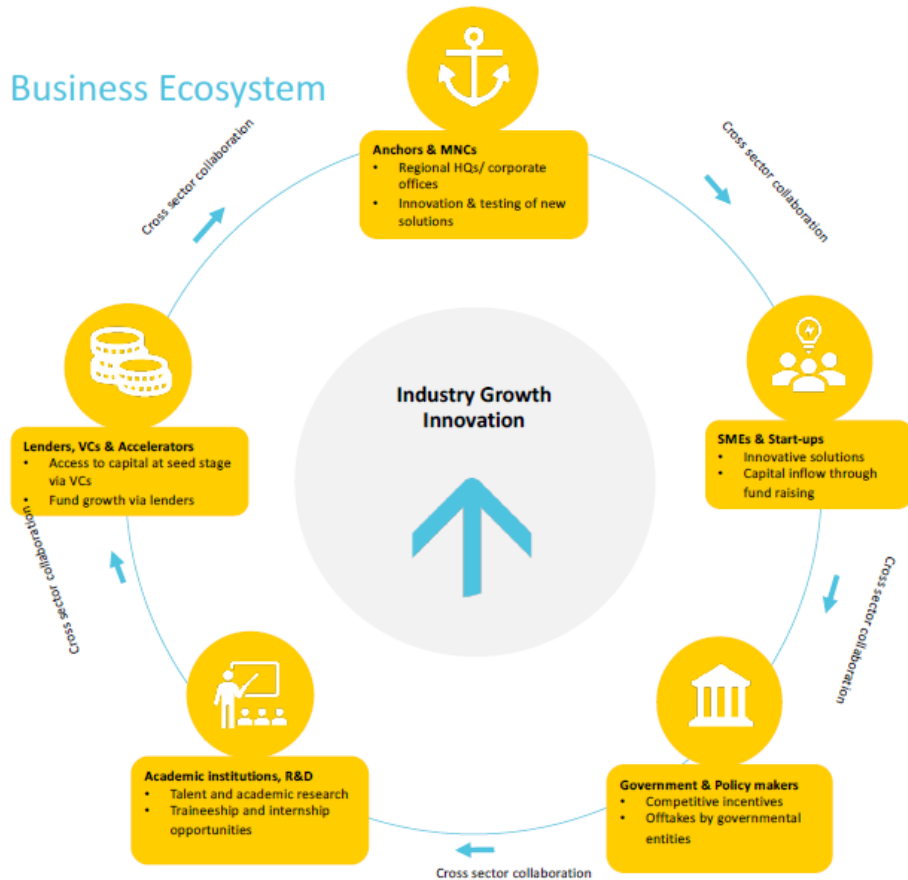 Business Ecosystem
Cross sector collaboration
Anchors & MNCs
• Regional HQs/ corporate
offices
• Innovation & testing of new
solutions
Cross sector collaboration
Lenders, VCs & Accelerators
• Access to capital at seed stage
via VCs
• Fund growth via lenders
Industry Growth
Innovation
SMEs & Start-ups
• Innovative solutions
• Capital inflow through
fund raising
Cross sector collaboration
Cross sector collaboration
Academic institutions, R&D
• Talent and academic research
• Traineeship and internship
opportunities
Government & Policy makers
• Competitive incentives
• Offtakes by governmental
entities
Cross sector collaboration